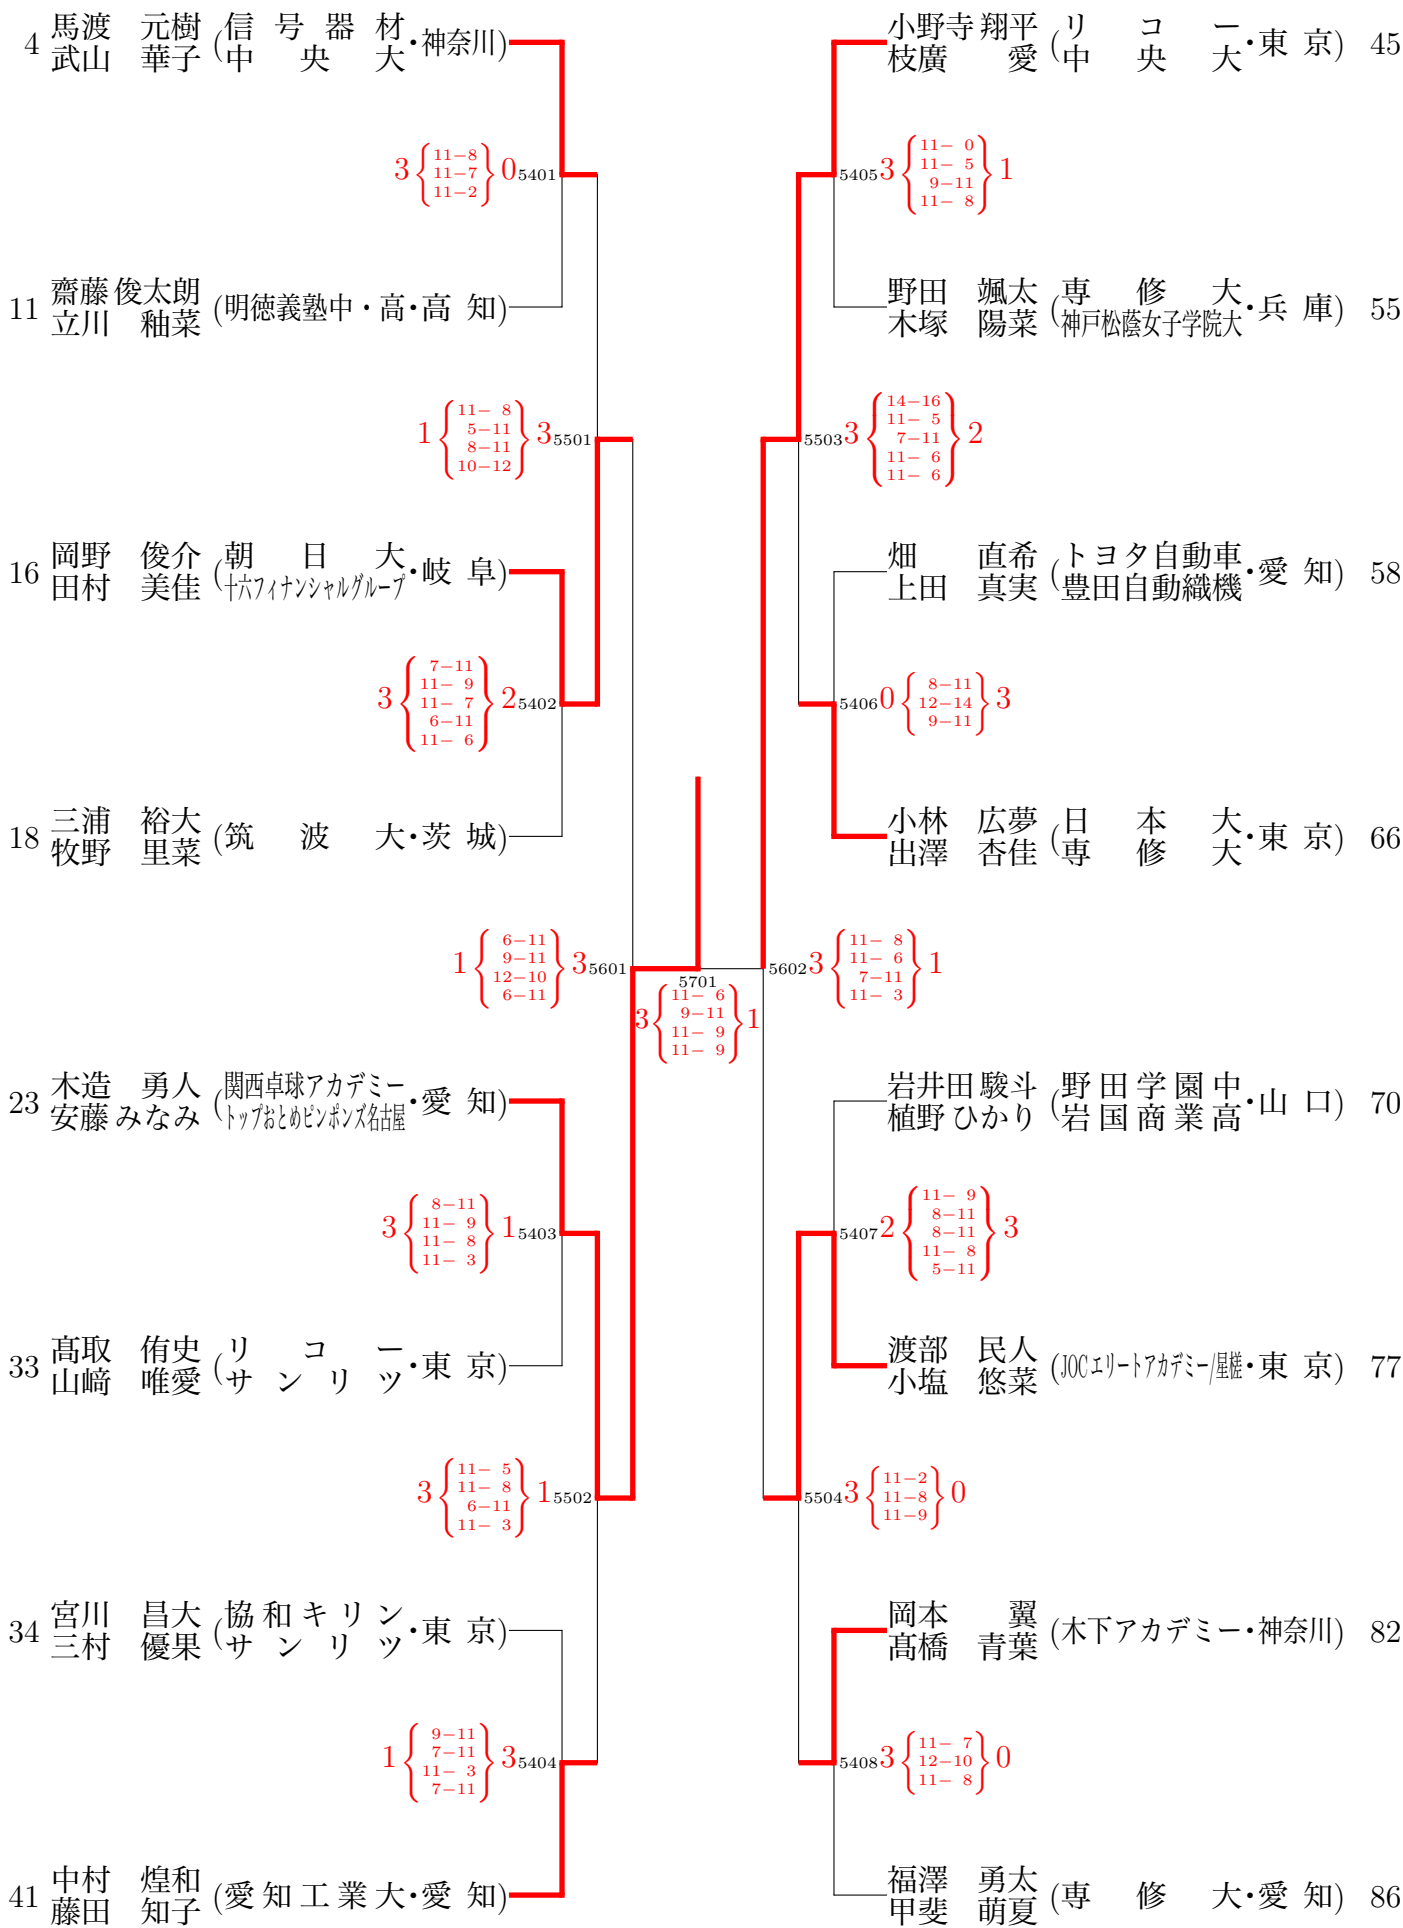 4 馬渡 元樹 (信号器材・神奈川)
武山 華子 (中央大
3 11-8 0
11-7
11-2
5401
11 齋藤 俊太朗 (明徳義塾中・高・高知)
立川 釉菜
1 11- 8 3
5-11
8-11
10-12
5501
16 岡野 俊介 (朝日大・岐阜)
田村 美佳 (十六フィナンシャルグループ
3 7-11 2
11- 9
11- 7
6-11
11- 6
5402
18 三浦 裕大 (筑波大・茨城)
牧野 里菜
1 6-11 3
9-11
12-10
6-11
5601
23 木造 勇人 (関西卓球アカデミー・愛知)
安藤 みなみ (トップおとめピンポンズ名古屋
3 8-11 1
11- 9
11- 8
11- 3
5403
33 髙取 侑史 (リコー・東京)
山﨑 唯愛 (サンリツ
3 11- 5 1
11- 8
6-11
11- 3
5502
34 宮川 昌大 (協和キリン・東京)
三村 優果 (サンリツ
1 9-11 3
7-11
11- 3
7-11
5404
41 中村 煌和 (愛知工業大・愛知)
藤田 知子
5701
3 11- 6 1
9-11
11- 9
11- 9
小野寺 翔平 (リコー・東京) 45
枝廣 愛 (中央大
5405
3 11- 0 1
11- 5
9-11
11- 8
野田 颯太 (専修大・兵庫) 55
木塚 陽菜 (神戸松蔭女子学院大
5503
3 14-16 2
11- 5
7-11
11- 6
11- 6
畑 直希 (トヨタ自動車・愛知) 58
上田 真実 (豊田自動織機
5406
0 8-11 3
12-14
9-11
小林 広夢 (日本大・東京) 66
出澤 杏佳 (専修大
5602
3 11- 8 1
11- 6
7-11
11- 3
岩井田 駿斗 (野田学園中・山口) 70
植野 ひかり (岩国商業高
5407
2 11- 9 3
8-11
8-11
11- 8
5-11
渡部 民人 (JOCエリートアカデミー/星槎・東京) 77
小塩 悠菜
5504
3 11-2 0
11-8
11-9
岡本 翼 (木下アカデミー・神奈川) 82
髙橋 青葉
5408
3 11- 7 0
12-10
11- 8
福澤 勇太 (専修大・愛知) 86
甲斐 萌夏